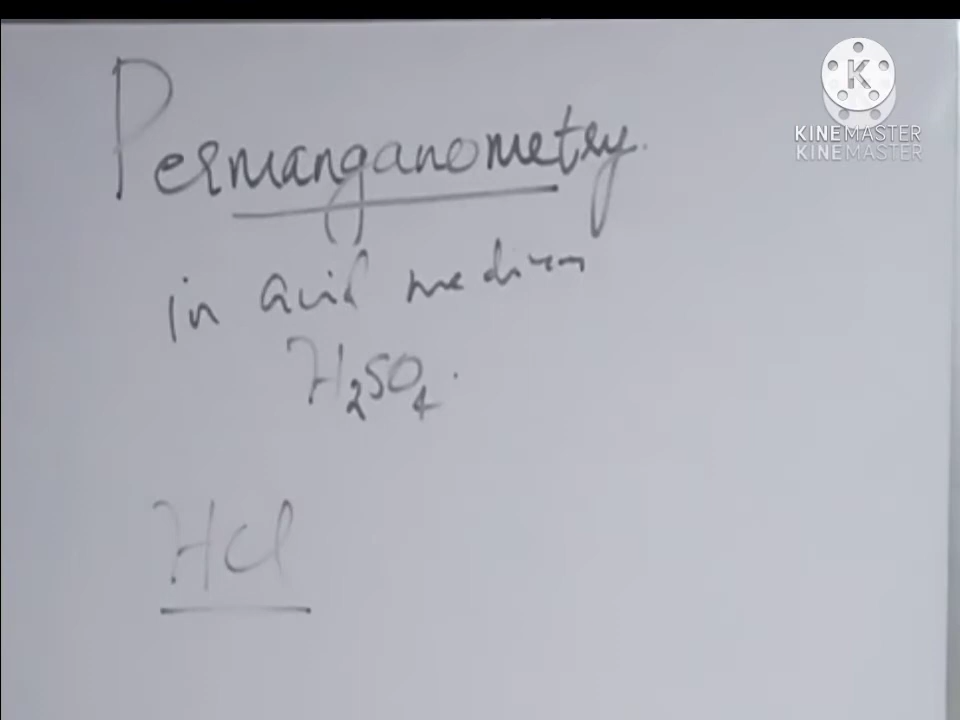 Permanganometry.
in acid medium
H₂SO₄.
HCl
K
KINEMASTER
KINEMASTER